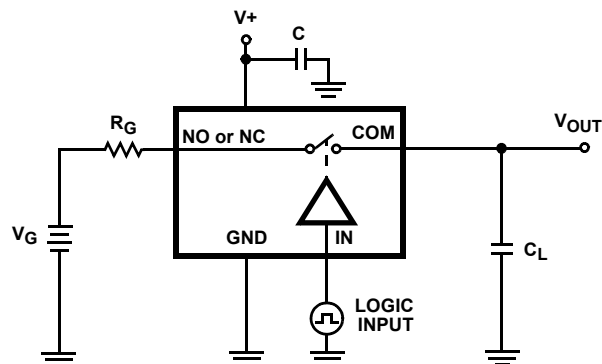 V+
C
RG
NO or NC
COM
VOUT
VG
GND
IN
CL
LOGIC
INPUT